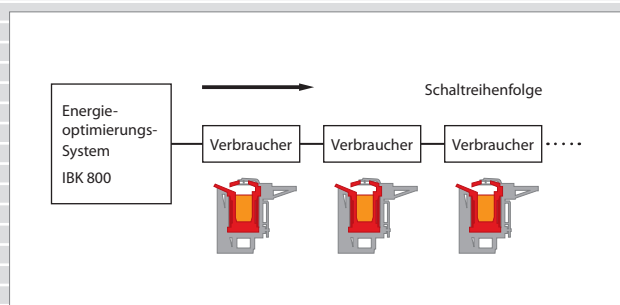 Schaltreihenfolge
Energie-
optimierungs-
System
IBK 800
Verbraucher
Verbraucher
Verbraucher